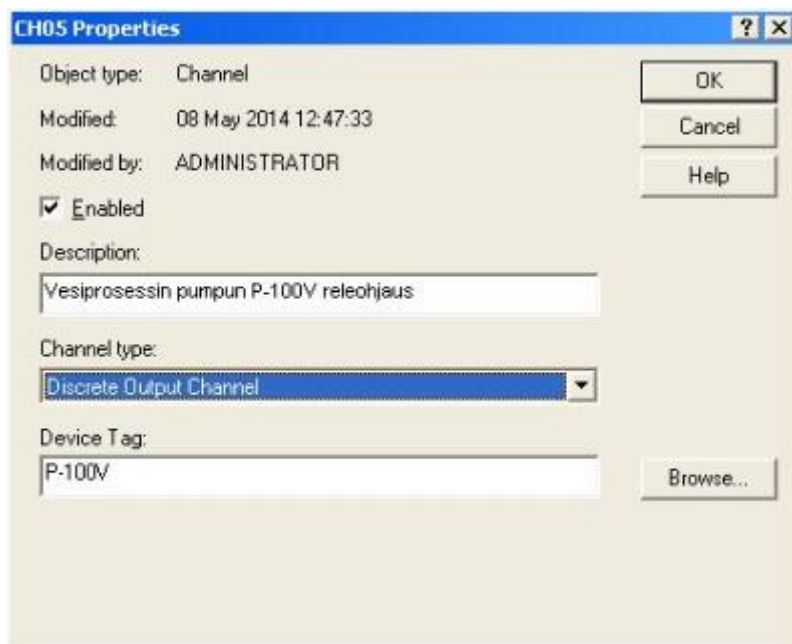 CH05 Properties
Object type: Channel
OK
Modified: 08 May 2014 12:47:33
Cancel
Modified by: ADMINISTRATOR
Help
Enabled
Description:
Vesiprosessin pumpun P-100V releohjaus
Channel type:
Discrete Output Channel
Device Tag:
P-100V
Browse...